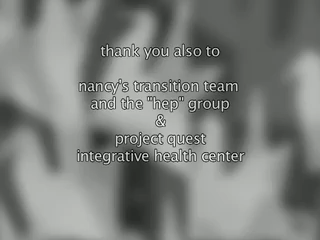 thank you also to
nancy's transition team
and the "hep" group
&
project quest
integrative health center